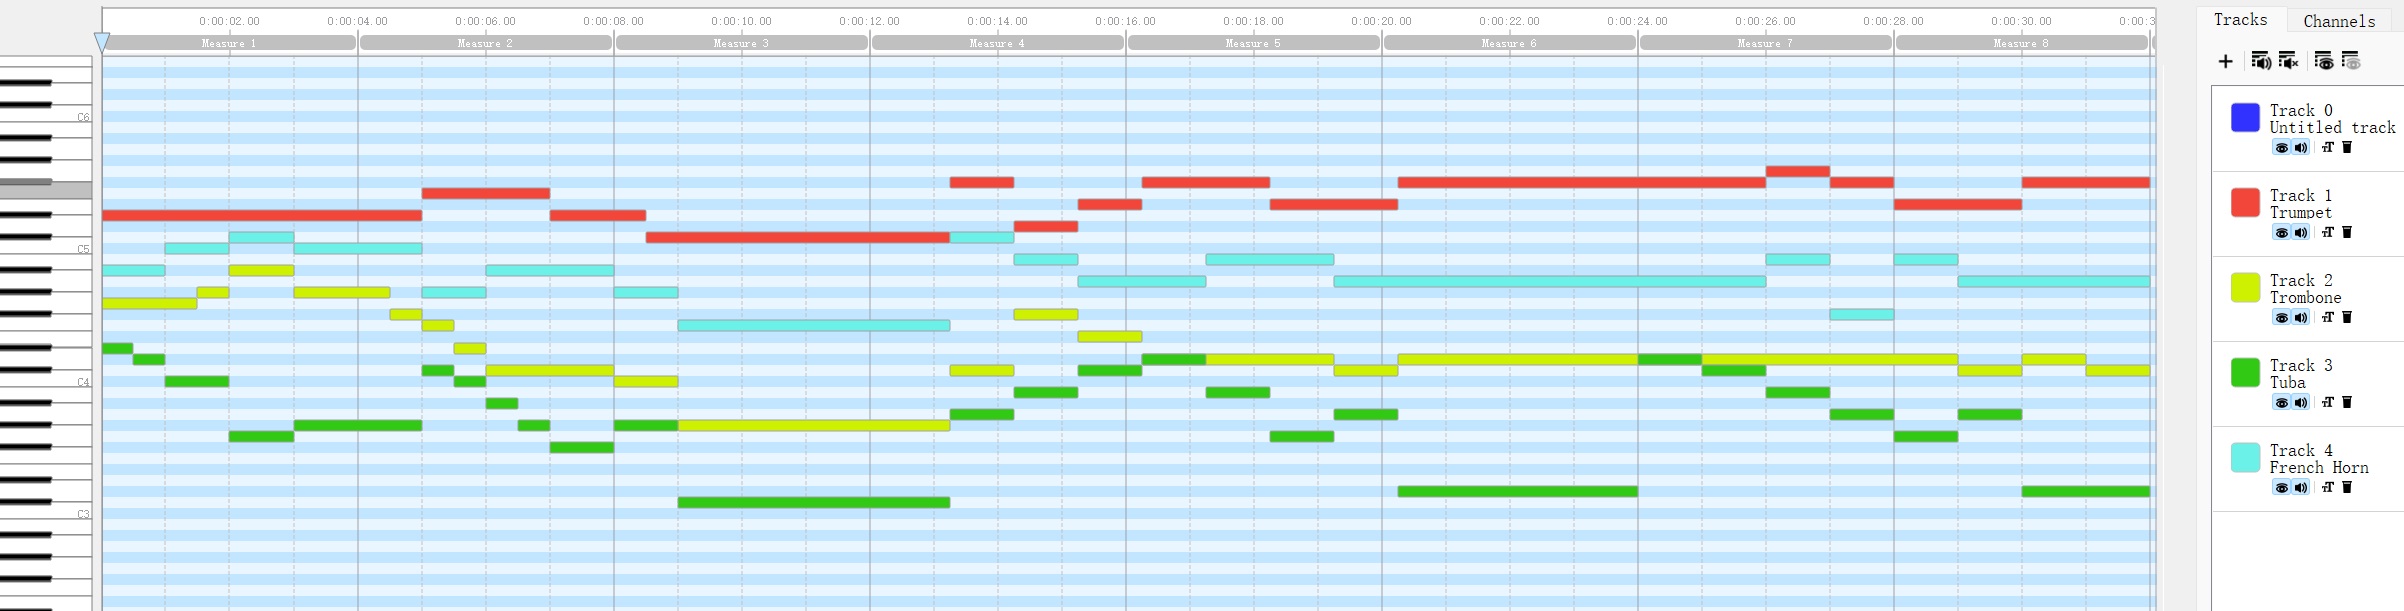 0:00:02.00 0:00:04.00 0:00:06.00 0:00:08.00 0:00:10.00 0:00:12.00 0:00:14.00 0:00:16.00 0:00:18.00 0:00:20.00 0:00:22.00 0:00:24.00 0:00:26.00 0:00:28.00 0:00:30.00 0:00:3
Measure 1 Measure 2 Measure 3 Measure 4 Measure 5 Measure 6 Measure 7 Measure 8
C6
C5
C4
C3
Tracks Channels
Track 0
Untitled track
Track 1
Trumpet
Track 2
Trombone
Track 3
Tuba
Track 4
French Horn